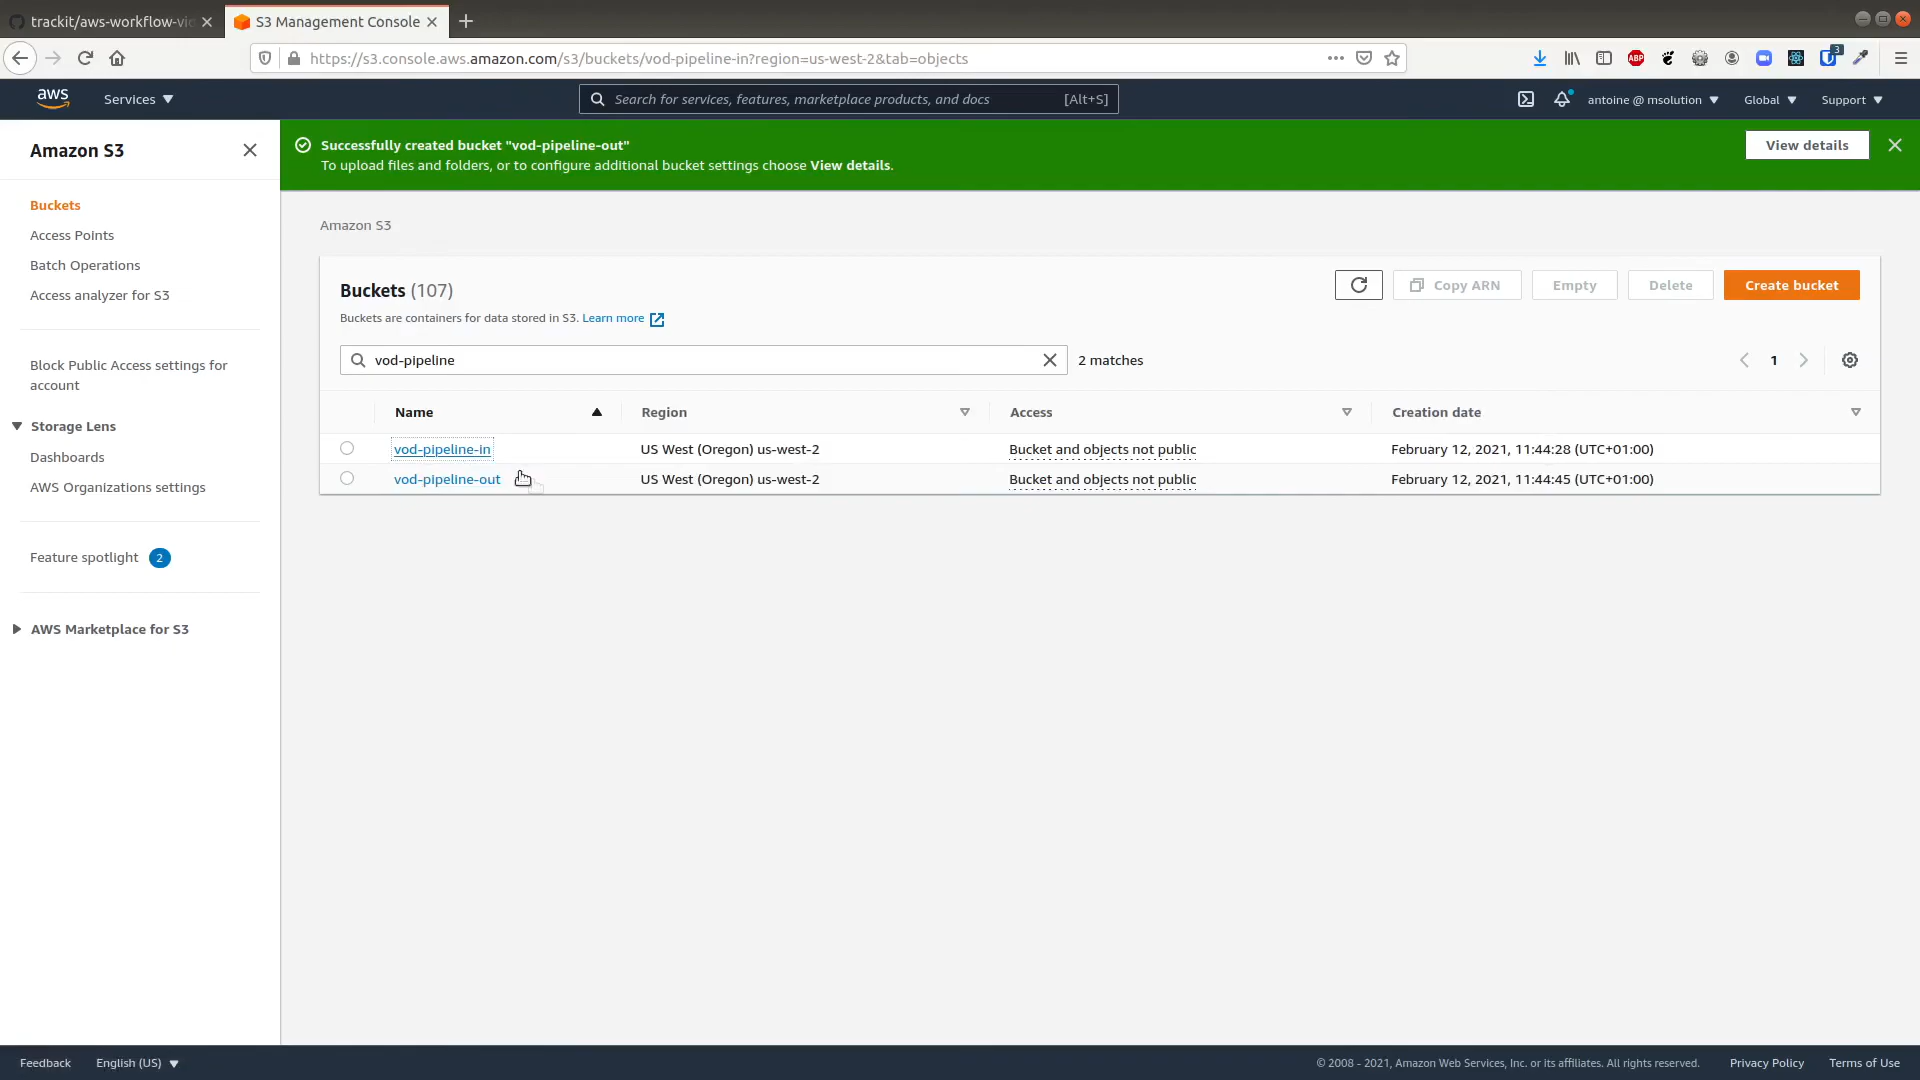 trackit/aws-workflow-vid
S3 Management Console
https://s3.console.aws.amazon.com/s3/buckets/vod-pipeline-in?region=us-west-2&tab=objects
ABP
3
aws
Services
Search for services, features, marketplace products, and docs
[Alt+S]
antoine @ msolution
Global
Support
Amazon S3
Successfully created bucket "vod-pipeline-out"
To upload files and folders, or to configure additional bucket settings choose View details.
View details
Buckets
Access Points
Batch Operations
Access analyzer for S3
Block Public Access settings for
account
Storage Lens
Dashboards
AWS Organizations settings
Feature spotlight 2
AWS Marketplace for S3
Amazon S3
Buckets (107)
Buckets are containers for data stored in S3. Learn more
Copy ARN
Empty
Delete
Create bucket
vod-pipeline
2 matches
1
Name
Region
Access
Creation date
vod-pipeline-in
US West (Oregon) us-west-2
Bucket and objects not public
February 12, 2021, 11:44:28 (UTC+01:00)
vod-pipeline-out
US West (Oregon) us-west-2
Bucket and objects not public
February 12, 2021, 11:44:45 (UTC+01:00)
Feedback
English (US)
© 2008 - 2021, Amazon Web Services, Inc. or its affiliates. All rights reserved.
Privacy Policy
Terms of Use